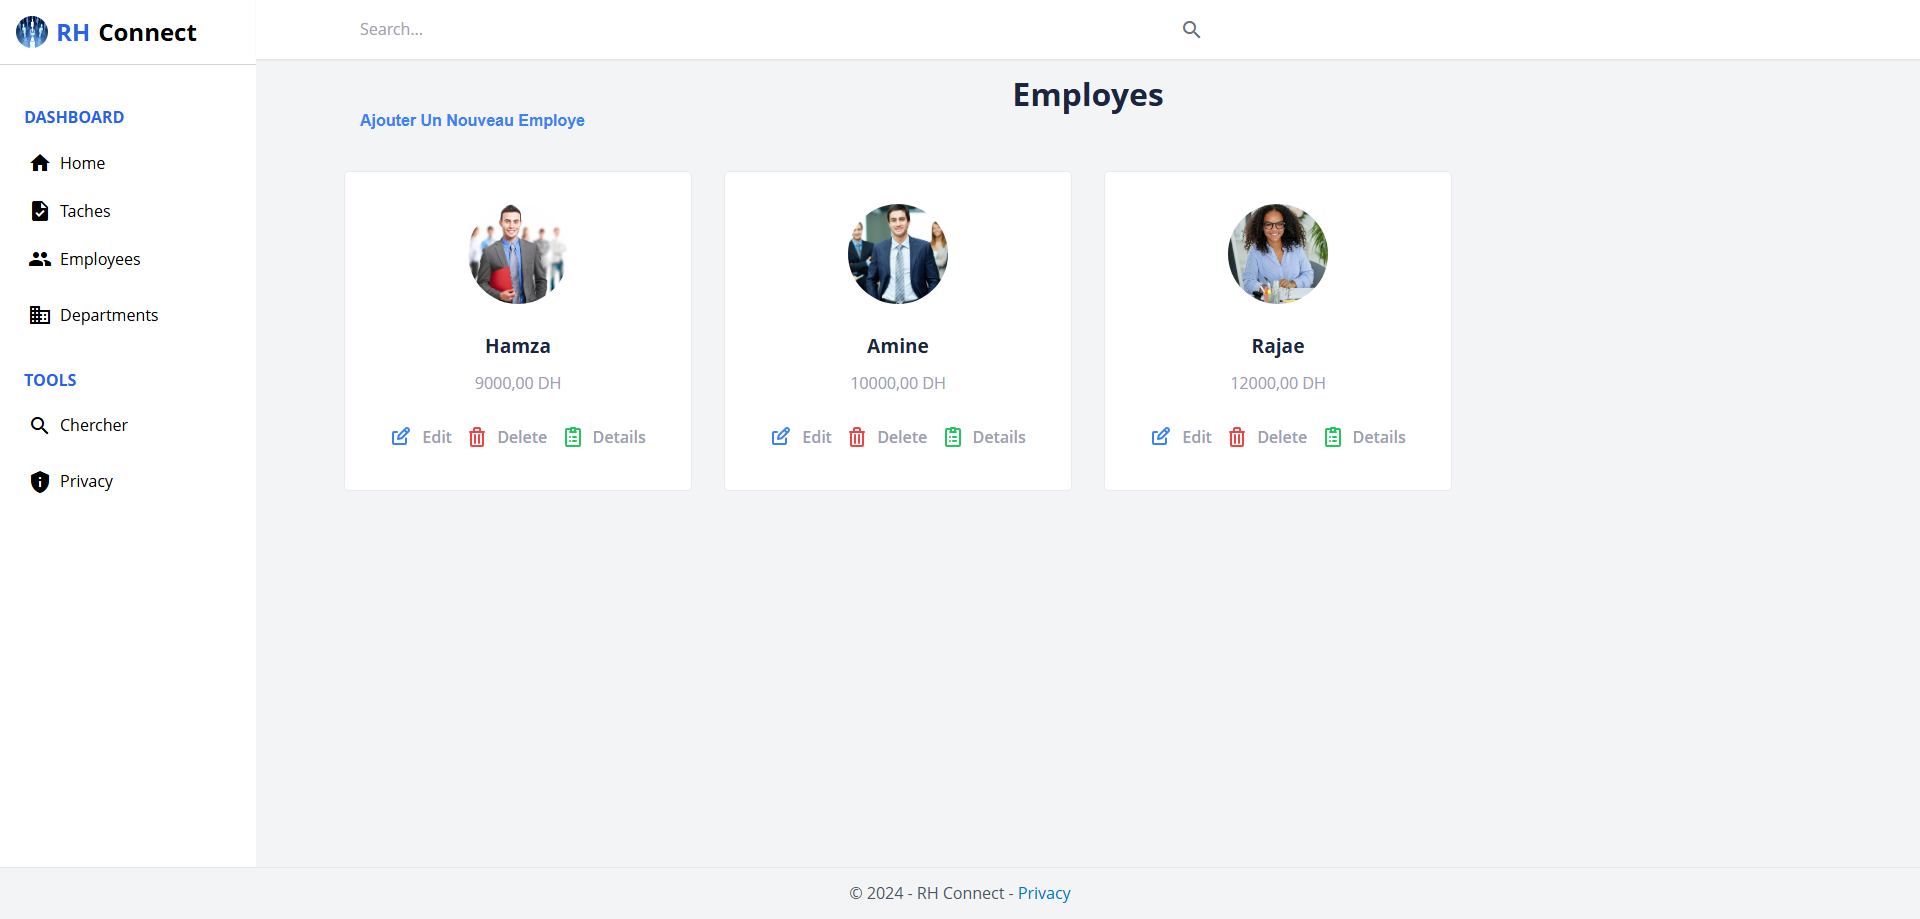 RH Connect
Search...
DASHBOARD
Home
Taches
Employees
Departments
TOOLS
Chercher
Privacy
Employes
Ajouter Un Nouveau Employe
Hamza
9000,00 DH
Edit Delete Details
Amine
10000,00 DH
Edit Delete Details
Rajae
12000,00 DH
Edit Delete Details
© 2024 - RH Connect - Privacy